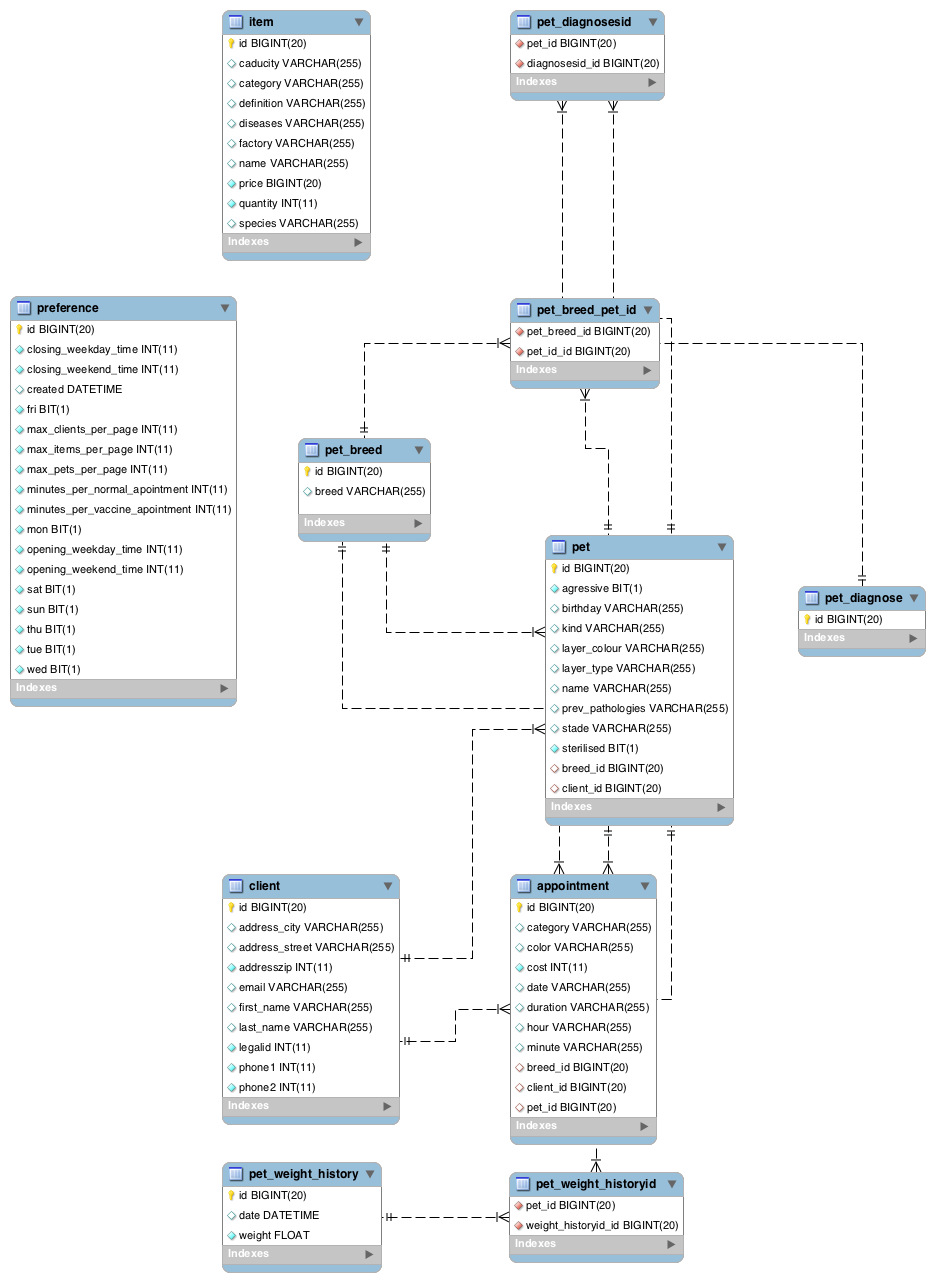 item
id BIGINT(20)
caducity VARCHAR(255)
category VARCHAR(255)
definition VARCHAR(255)
diseases VARCHAR(255)
factory VARCHAR(255)
name VARCHAR(255)
price BIGINT(20)
quantity INT(11)
species VARCHAR(255)
Indexes
pet_diagnosesid
pet_id BIGINT(20)
diagnosesid_id BIGINT(20)
Indexes
preference
id BIGINT(20)
closing_weekday_time INT(11)
closing_weekend_time INT(11)
created DATETIME
fri BIT(1)
max_clients_per_page INT(11)
max_items_per_page INT(11)
max_pets_per_page INT(11)
minutes_per_normal_apointment INT(11)
minutes_per_vaccine_apointment INT(11)
mon BIT(1)
opening_weekday_time INT(11)
opening_weekend_time INT(11)
sat BIT(1)
sun BIT(1)
thu BIT(1)
tue BIT(1)
wed BIT(1)
Indexes
pet_breed_pet_id
pet_breed_id BIGINT(20)
pet_id_id BIGINT(20)
Indexes
pet_breed
id BIGINT(20)
breed VARCHAR(255)
Indexes
pet
id BIGINT(20)
agressive BIT(1)
birthday VARCHAR(255)
kind VARCHAR(255)
layer_colour VARCHAR(255)
layer_type VARCHAR(255)
name VARCHAR(255)
prev_pathologies VARCHAR(255)
stade VARCHAR(255)
sterilised BIT(1)
breed_id BIGINT(20)
client_id BIGINT(20)
Indexes
pet_diagnose
id BIGINT(20)
Indexes
client
id BIGINT(20)
address_city VARCHAR(255)
address_street VARCHAR(255)
addresszip INT(11)
email VARCHAR(255)
first_name VARCHAR(255)
last_name VARCHAR(255)
legalid INT(11)
phone1 INT(11)
phone2 INT(11)
Indexes
appointment
id BIGINT(20)
category VARCHAR(255)
color VARCHAR(255)
cost INT(11)
date VARCHAR(255)
duration VARCHAR(255)
hour VARCHAR(255)
minute VARCHAR(255)
breed_id BIGINT(20)
client_id BIGINT(20)
pet_id BIGINT(20)
Indexes
pet_weight_history
id BIGINT(20)
date DATETIME
weight FLOAT
Indexes
pet_weight_historyid
pet_id BIGINT(20)
weight_historyid_id BIGINT(20)
Indexes